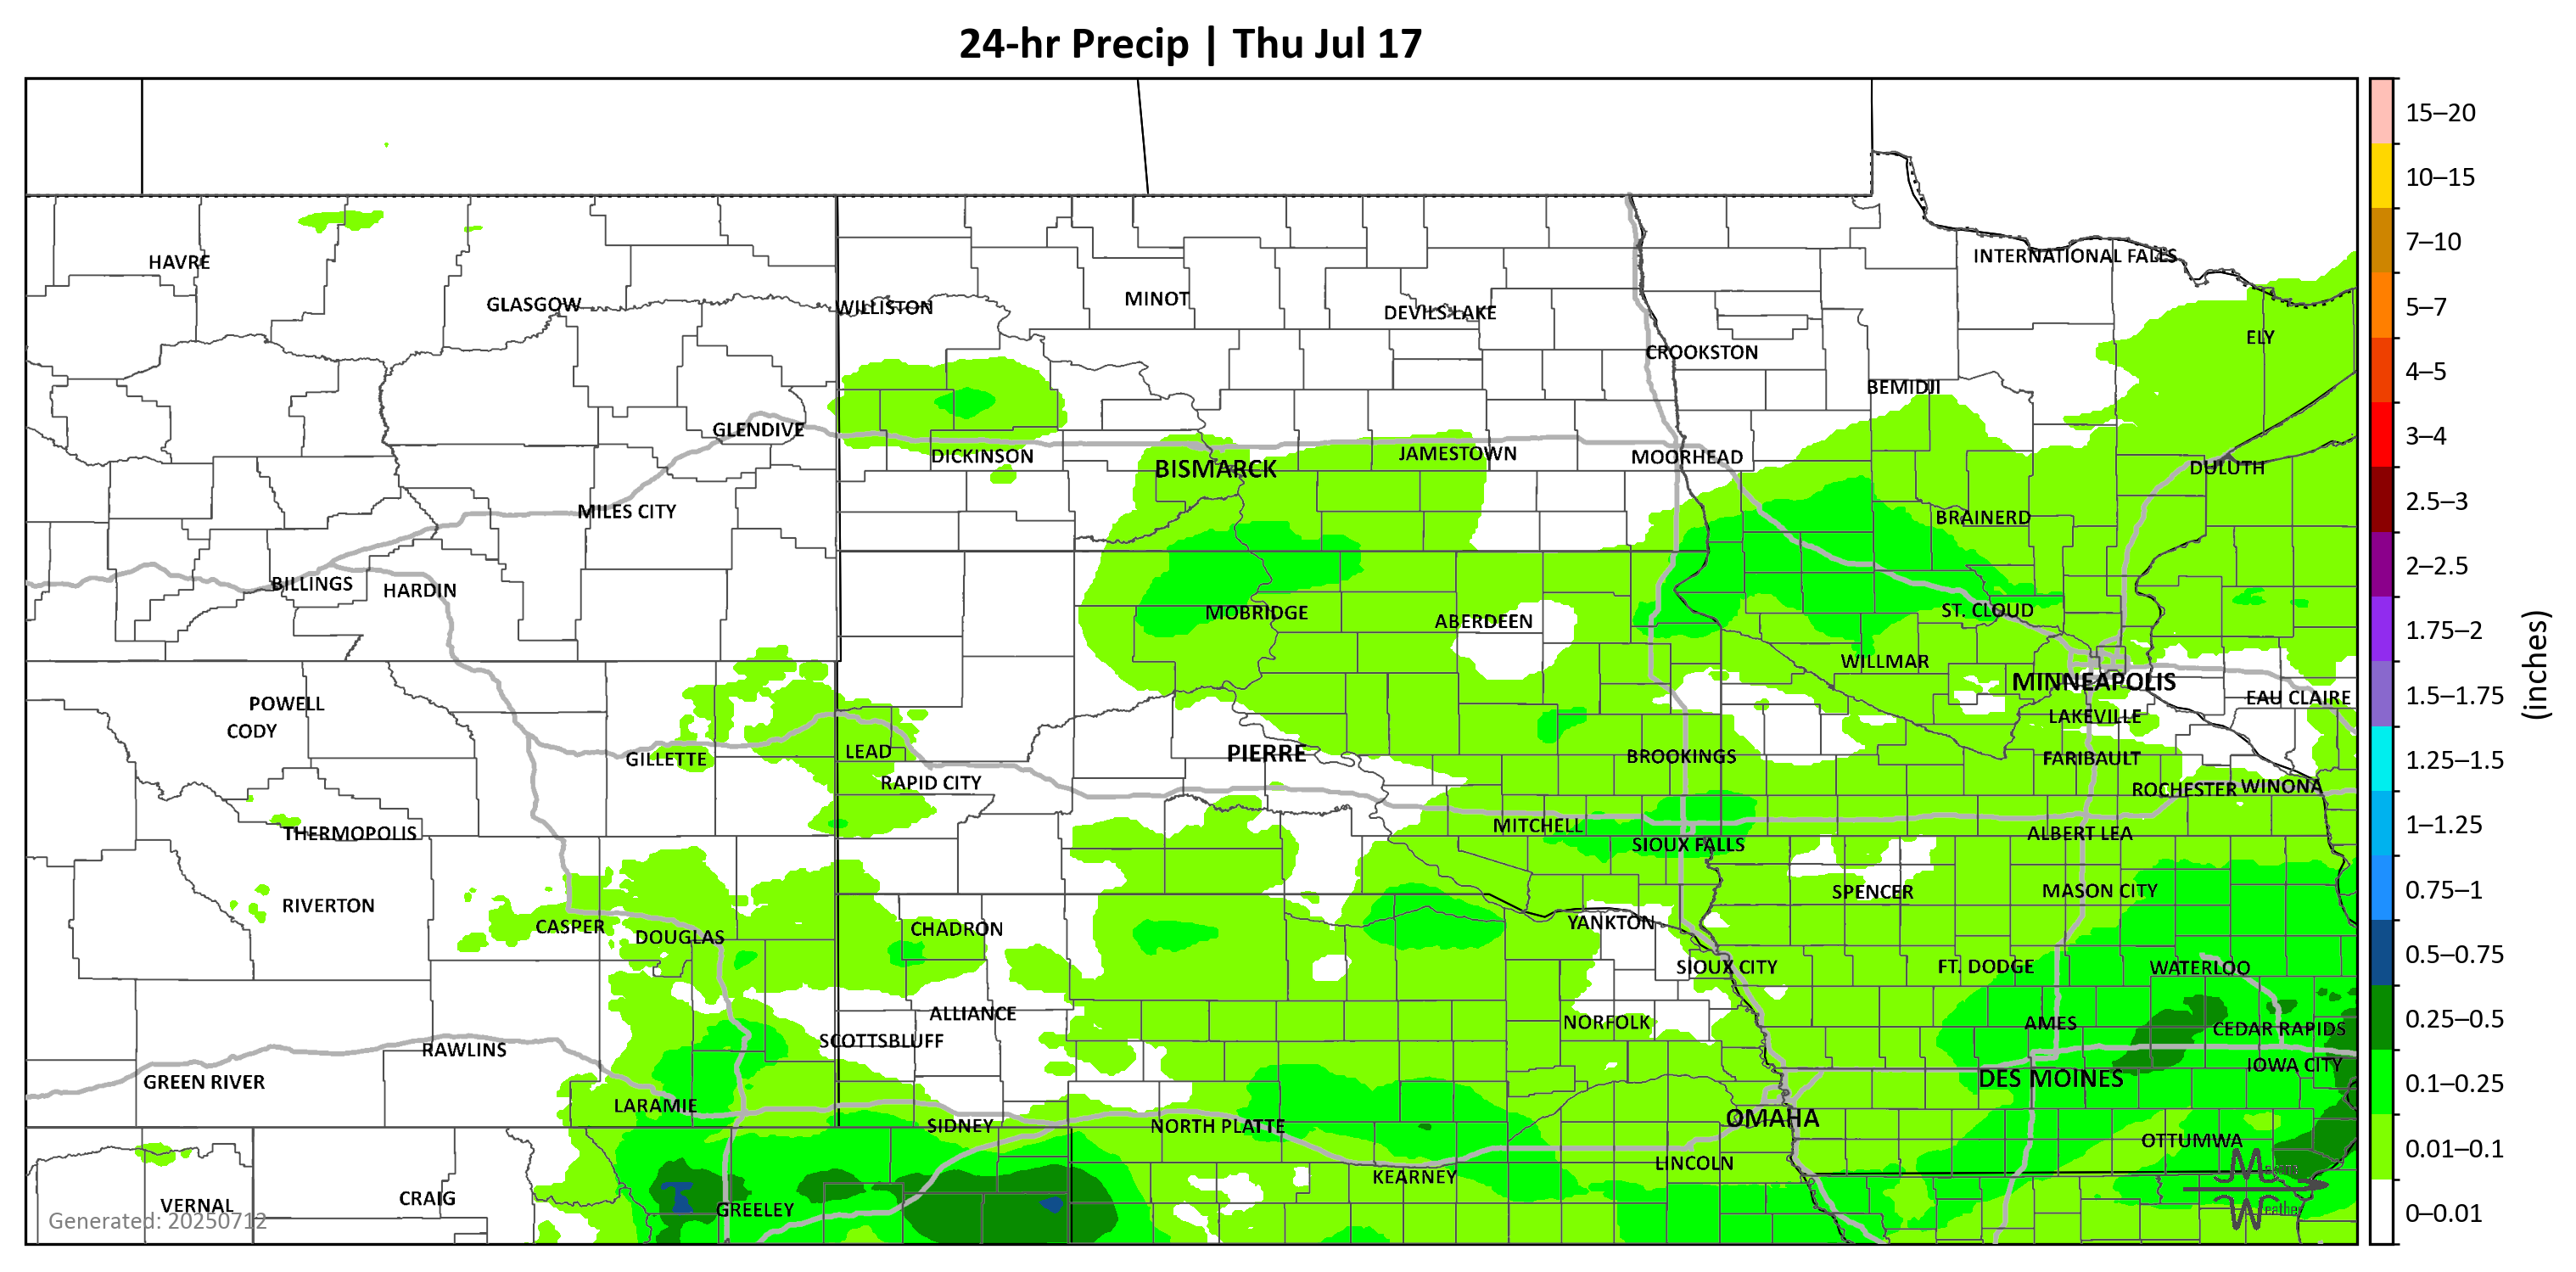 24-hr Precip | Thu Jul 17
15–20
10–15
7–10
5–7
4–5
3–4
2.5–3
2–2.5
1.75–2
1.5–1.75
1.25–1.5
1–1.25
0.75–1
0.5–0.75
0.25–0.5
0.1–0.25
0.01–0.1
0–0.01
(inches)
INTERNATIONAL FALLS
HAVRE
MINOT
GLASGOW
WILLISTON
DEVILS LAKE
ELY
CROOKSTON
BEMIDJI
GLENDIVE
JAMESTOWN
DICKINSON
MOORHEAD
BISMARCK
DULUTH
MILES CITY
BRAINERD
BILLINGS
HARDIN
MOBRIDGE
ST. CLOUD
ABERDEEN
WILLMAR
MINNEAPOLIS
EAU CLAIRE
POWELL
LAKEVILLE
CODY
LEAD
PIERRE
BROOKINGS
GILLETTE
FARIBAULT
RAPID CITY
WINONA
ROCHESTER
MITCHELL
THERMOPOLIS
ALBERT LEA
SIOUX FALLS
SPENCER
MASON CITY
RIVERTON
YANKTON
CASPER
CHADRON
DOUGLAS
SIOUX CITY
FT. DODGE
WATERLOO
ALLIANCE
NORFOLK
AMES
CEDAR RAPIDS
SCOTTSBLUFF
RAWLINS
IOWA CITY
GREEN RIVER
DES MOINES
LARAMIE
OMAHA
SIDNEY
NORTH PLATTE
OTTUMWA
LINCOLN
KEARNEY
CRAIG
VERNAL
GREELEY
Generated: 20250712
Weather